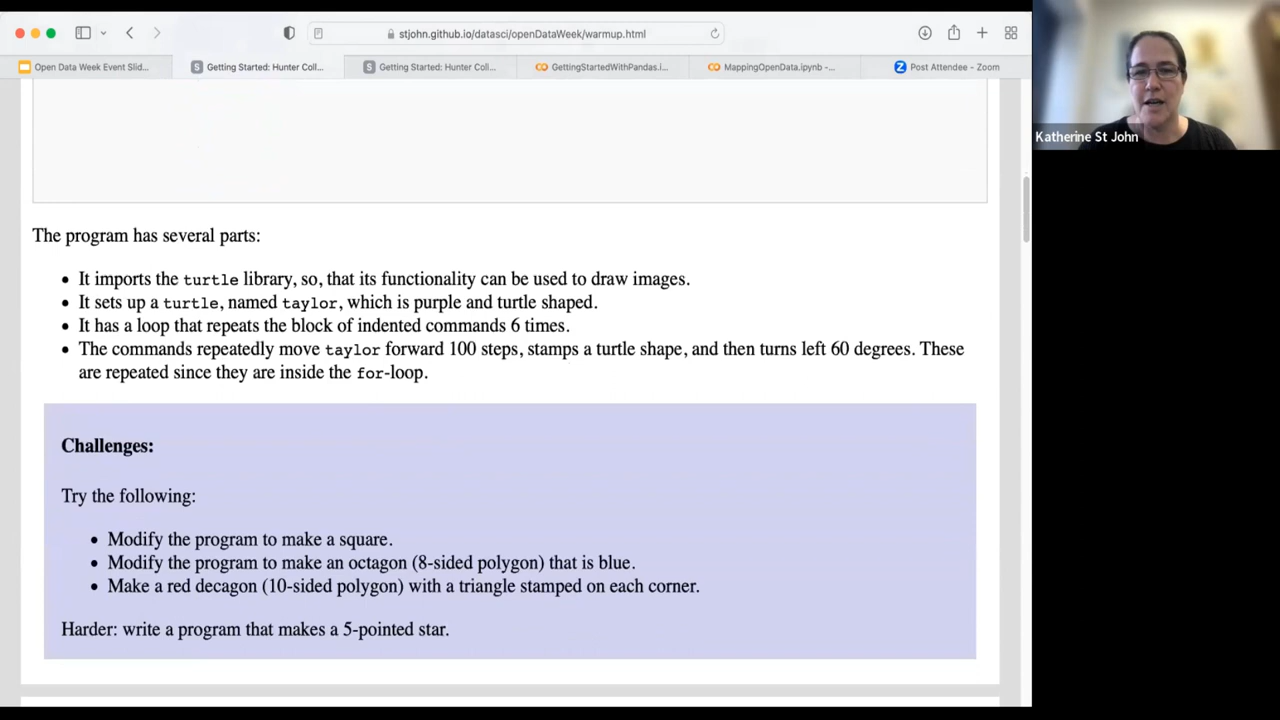 stjohn.github.io/datasci/openDataWeek/warmup.html
Open Data Week Event Slid...
Getting Started: Hunter Coll...
Getting Started: Hunter Coll...
GettingStartedWithPandas.i...
MappingOpenData.ipynb -...
Z
Post Attendee - Zoom
S
S
Katherine St John
The program has several parts:
• It imports the turtle library, so, that its functionality can be used to draw images.
• It sets up a turtle, named taylor, which is purple and turtle shaped.
• It has a loop that repeats the block of indented commands 6 times.
• The commands repeatedly move taylor forward 100 steps, stamps a turtle shape, and then turns left 60 degrees. These
are repeated since they are inside the for-loop.
Challenges:
Try the following:
• Modify the program to make a square.
• Modify the program to make an octagon (8-sided polygon) that is blue.
• Make a red decagon (10-sided polygon) with a triangle stamped on each corner.
Harder: write a program that makes a 5-pointed star.